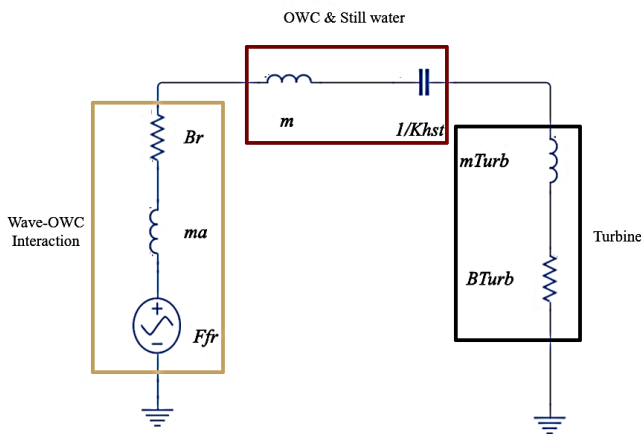 OWC & Still water
m
1/Khst
Br
ma
+
−
Ffr
Wave-OWC
Interaction
mTurb
BTurb
Turbine